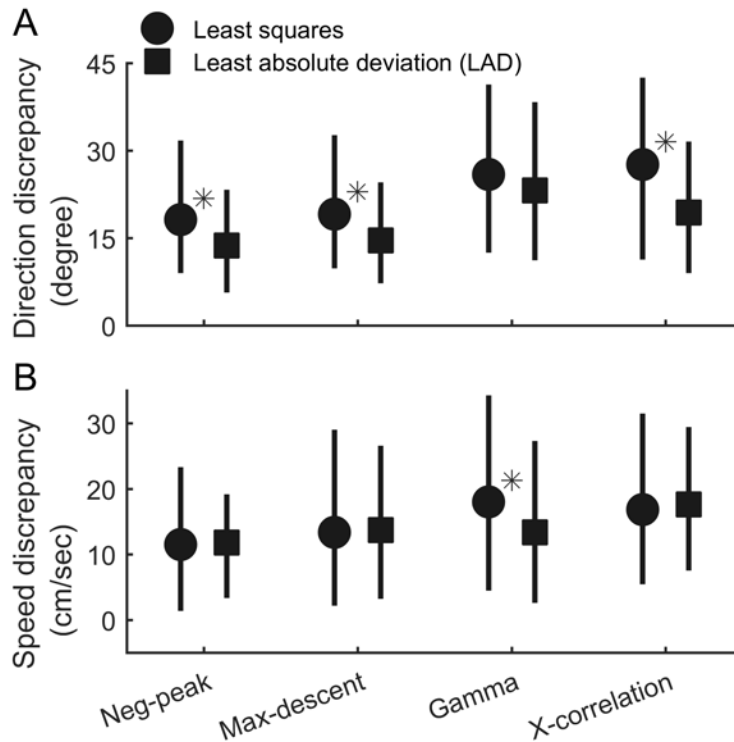 A
Least squares
Least absolute deviation (LAD)
Direction discrepancy
(degree)
45
30
15
0
B
Speed discrepancy
(cm/sec)
30
20
10
0
Neg-peak
Max-descent
Gamma
X-correlation